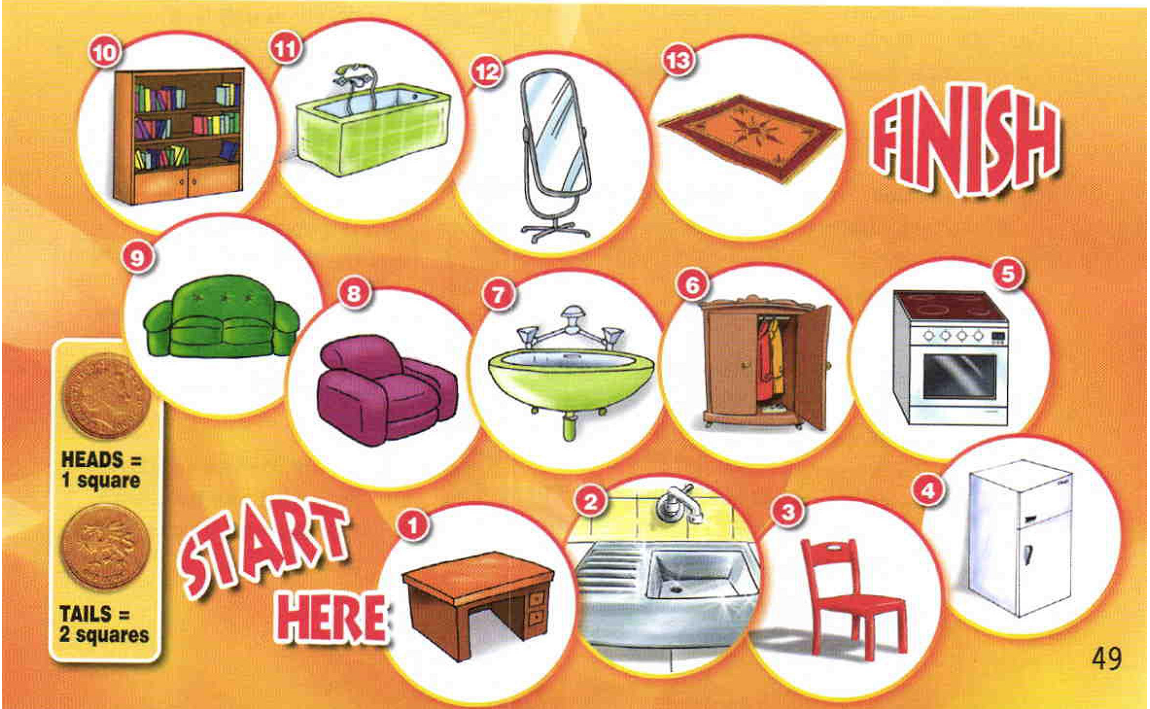 10
11
12
13
FINISH
9
8
7
6
5
HEADS =
1 square
TAILS =
2 squares
START
HERE
1
2
3
4
49